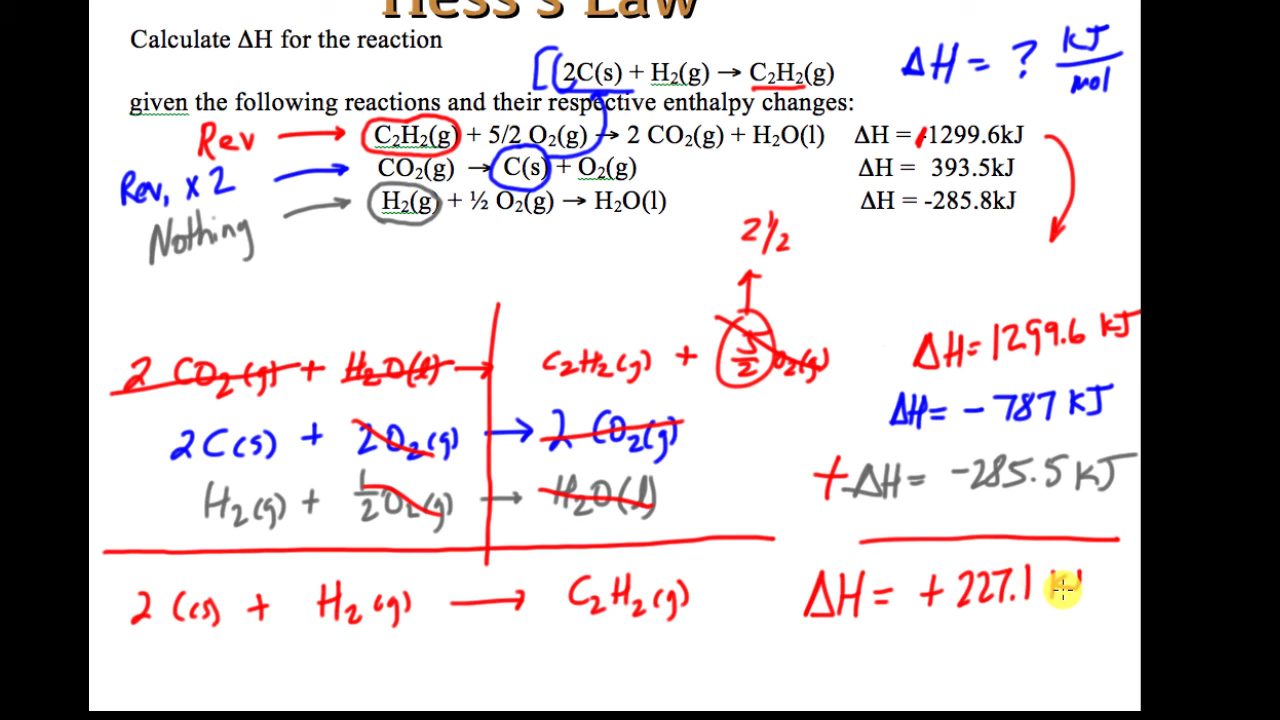 Hess's Law
Calculate ΔH for the reaction
[(2C(s) + H₂(g) → C₂H₂(g)
ΔH = ? kJ/mol
given the following reactions and their respective enthalpy changes:
Rev → C₂H₂(g) + 5/2 O₂(g) → 2 CO₂(g) + H₂O(l) ΔH = -1299.6kJ
Rev, x 2 → CO₂(g) → C(s) + O₂(g) ΔH = 393.5kJ
Nothing → H₂(g) + ½ O₂(g) → H₂O(l) ΔH = -285.8kJ
2 1/2
2 CO₂(g) + H₂O(l) → C₂H₂(g) + 5/2 O₂(g) ΔH = 1299.6 kJ
2C(s) + 2O₂(g) → 2 CO₂(g) ΔH = - 787 kJ
H₂(g) + 1/2 O₂(g) → H₂O(l) + ΔH = -285.5 kJ
2 C(s) + H₂(g) → C₂H₂(g) ΔH = + 227.1